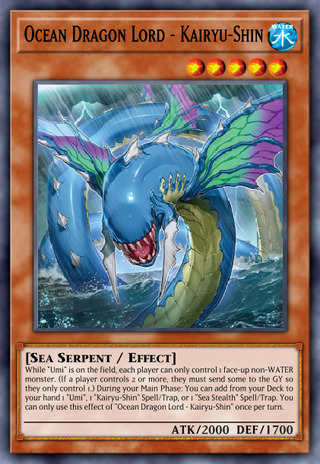 Ocean Dragon Lord - Kairyu-Shin
WATER
水
[Sea Serpent / Effect]
While "Umi" is on the field, each player can only control 1 face-up non-WATER
monster. (If a player controls 2 or more, they must send some to the GY so
they only control 1.) During your Main Phase: You can add from your Deck to
your hand 1 "Umi", 1 "Kairyu-Shin" Spell/Trap, or 1 "Sea Stealth" Spell/Trap. You
can only use this effect of "Ocean Dragon Lord - Kairyu-Shin" once per turn.
ATK/2000 DEF/1700